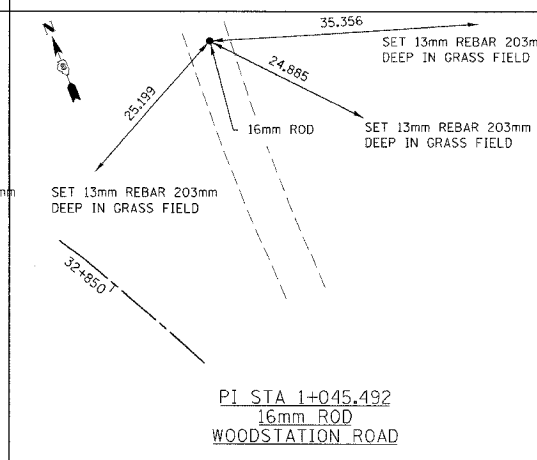 35.356
N
SET 13mm REBAR 203mm
DEEP IN GRASS FIELD
24.885
25.199
16mm ROD
SET 13mm REBAR 203mm
DEEP IN GRASS FIELD
mm
SET 13mm REBAR 203mm
DEEP IN GRASS FIELD
32+850
PI STA 1+045.492
16mm ROD
WOODSTATION ROAD